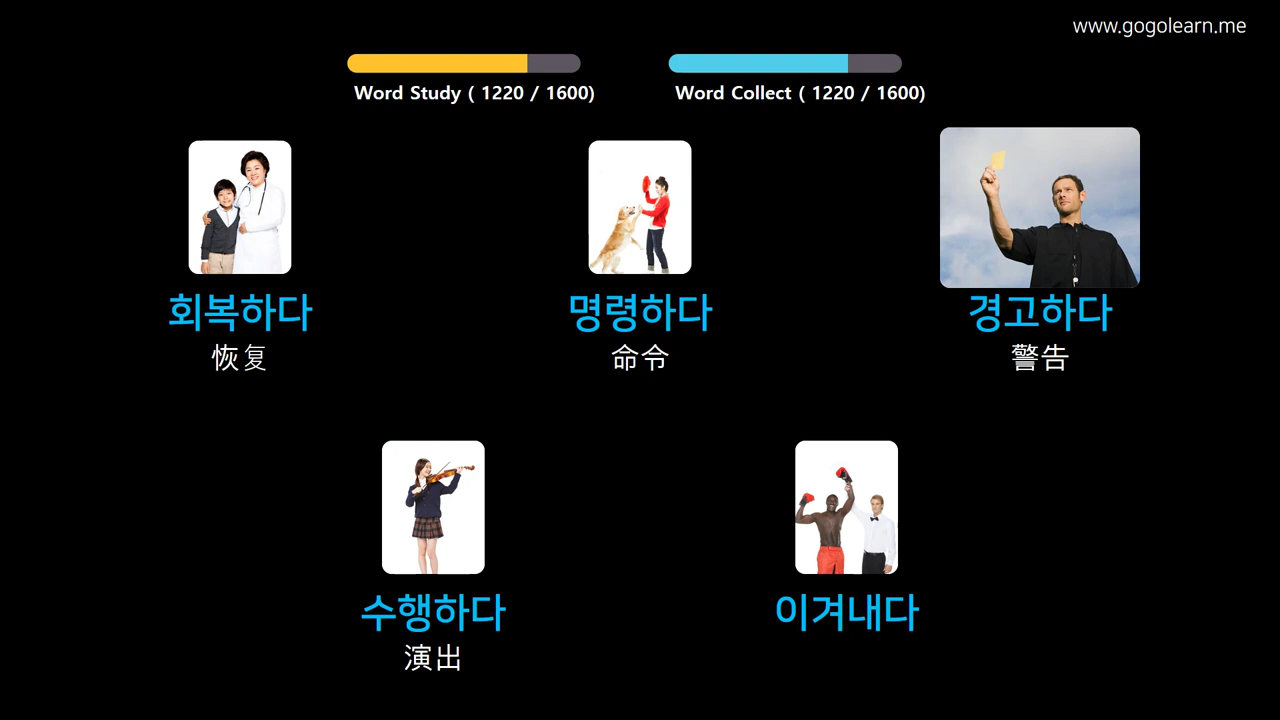 www.gogolearn.me
Word Study ( 1220 / 1600)
Word Collect ( 1220 / 1600)
회복하다
恢复
명령하다
命令
경고하다
警告
수행하다
演出
이겨내다